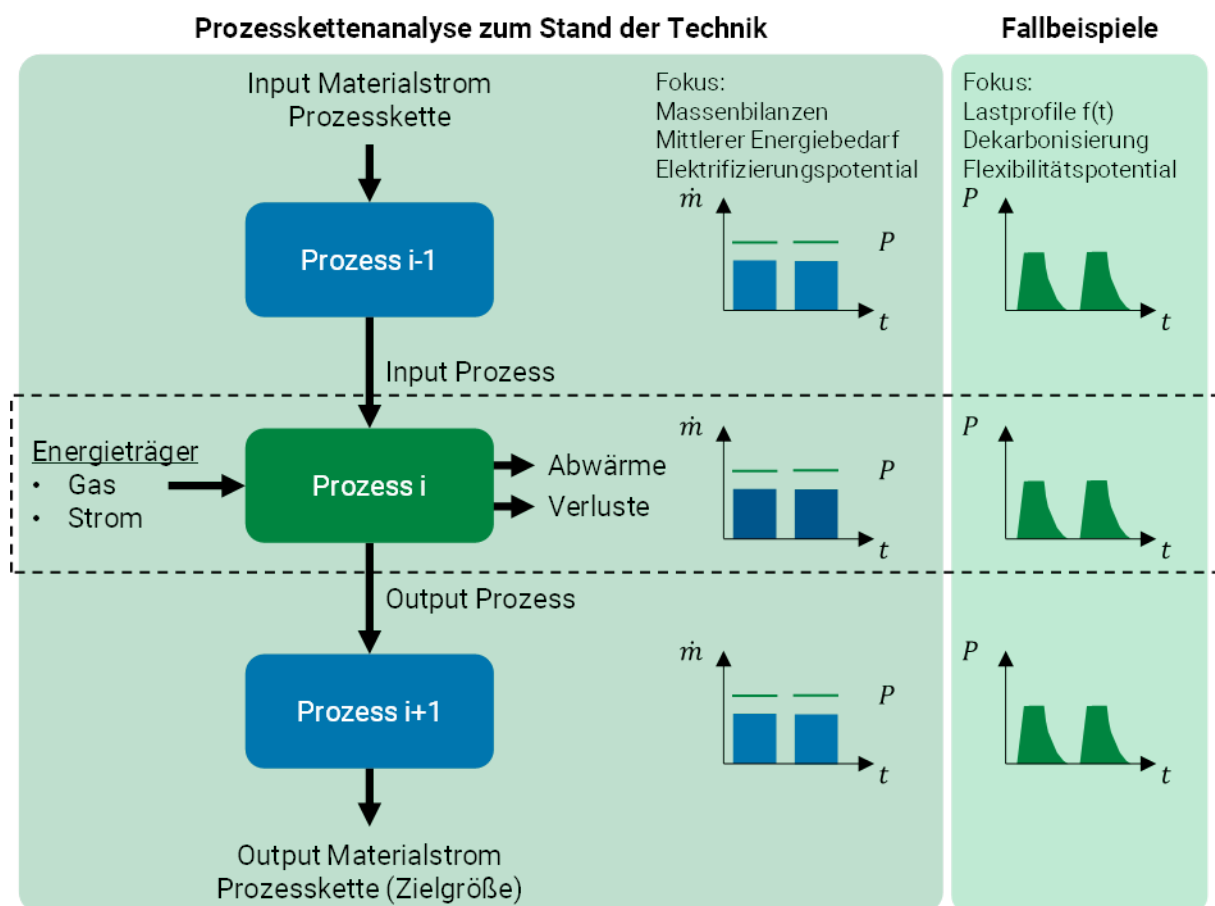 Prozesskettenanalyse zum Stand der Technik
Fallbeispiele
Input Materialstrom
Prozesskette
Fokus:
Massenbilanzen
Mittlerer Energiebedarf
Elektrifizierungspotential
Fokus:
Lastprofile f(t)
Dekarbonisierung
Flexibilitätspotential
Prozess i-1
ṁ
P
t
P
t
Input Prozess
Energieträger
• Gas
• Strom
Prozess i
Abwärme
Verluste
ṁ
P
t
P
t
Output Prozess
Prozess i+1
ṁ
P
t
P
t
Output Materialstrom
Prozesskette (Zielgröße)